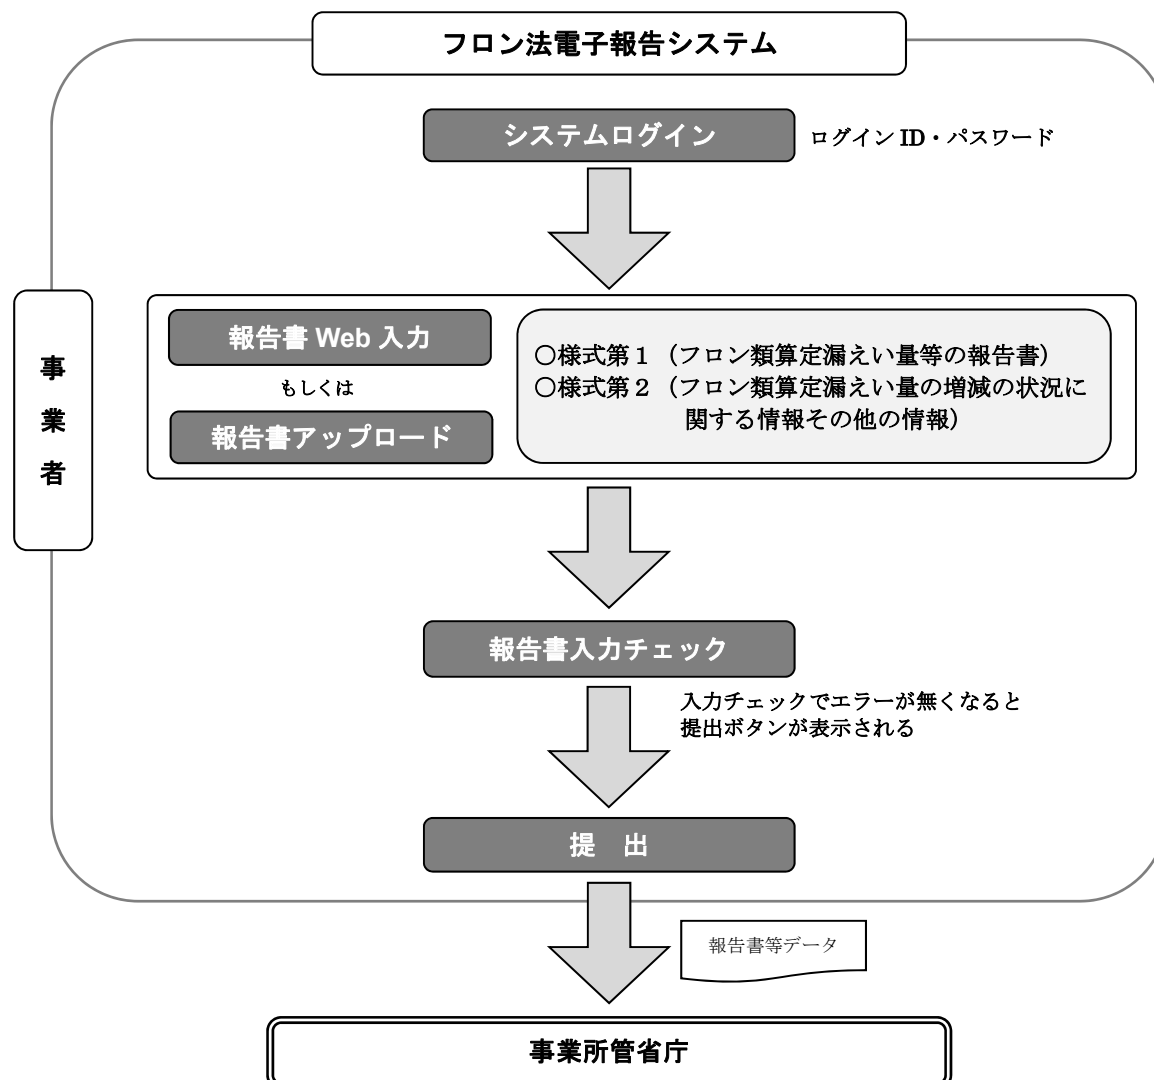 フロン法電子報告システム
システムログイン
ログイン ID・パスワード
事業者
報告書 Web 入力
もしくは
報告書アップロード
○様式第１（フロン類算定漏えい量等の報告書）
○様式第２（フロン類算定漏えい量の増減の状況に
関する情報その他の情報）
報告書入力チェック
入力チェックでエラーが無くなると
提出ボタンが表示される
提　出
報告書等データ
事業所管省庁